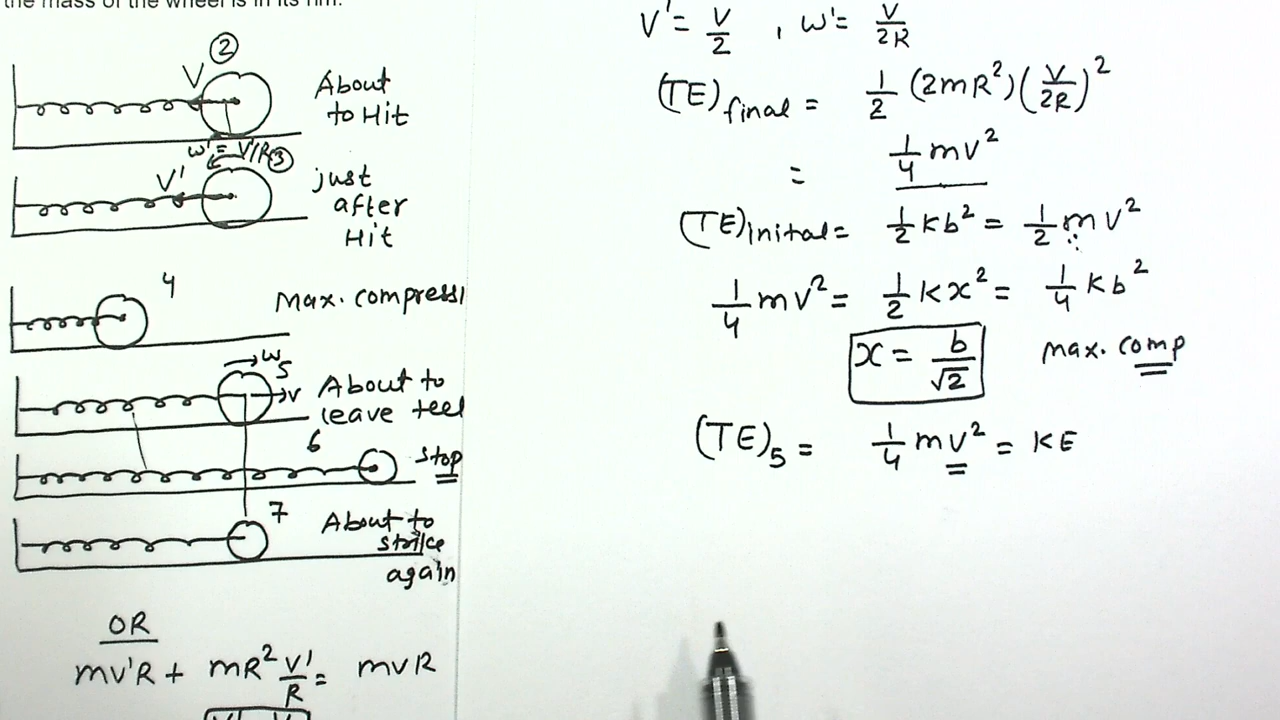 the mass of the wheel is in its rim.
②
V
About
to Hit
w' = V'/R ③
V'
just
after
Hit
4
Max. compressi
w
5
v
About to
leave
6
stop
7
About to
strike
again
OR
mv'R + mR² V'/R = mvR
V' = V/2 , w' = V/2R
(TE)final = 1/2 (2mR²)(V/2R)²
= 1/4 mv²
(TE)initial = 1/2 Kb² = 1/2 mv²
1/4 mv² = 1/2 Kx² = 1/4 Kb²
x = b/√2 max. comp
(TE)₅ = 1/4 mv² = KE